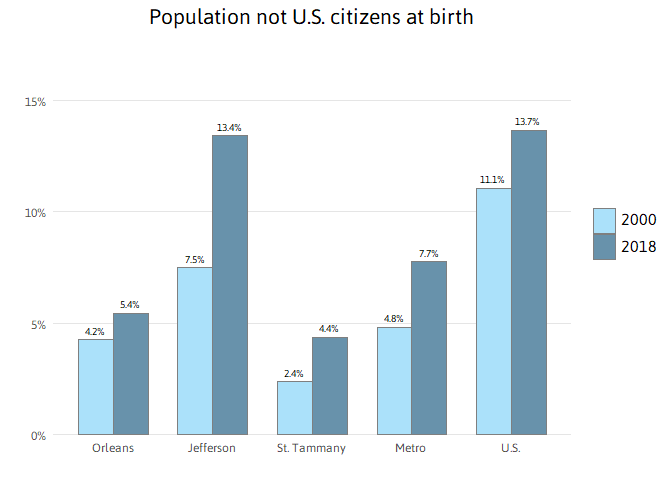 Population not U.S. citizens at birth
15%
10%
5%
0%
4.2%
5.4%
7.5%
13.4%
2.4%
4.4%
4.8%
7.7%
11.1%
13.7%
Orleans
Jefferson
St. Tammany
Metro
U.S.
2000
2018